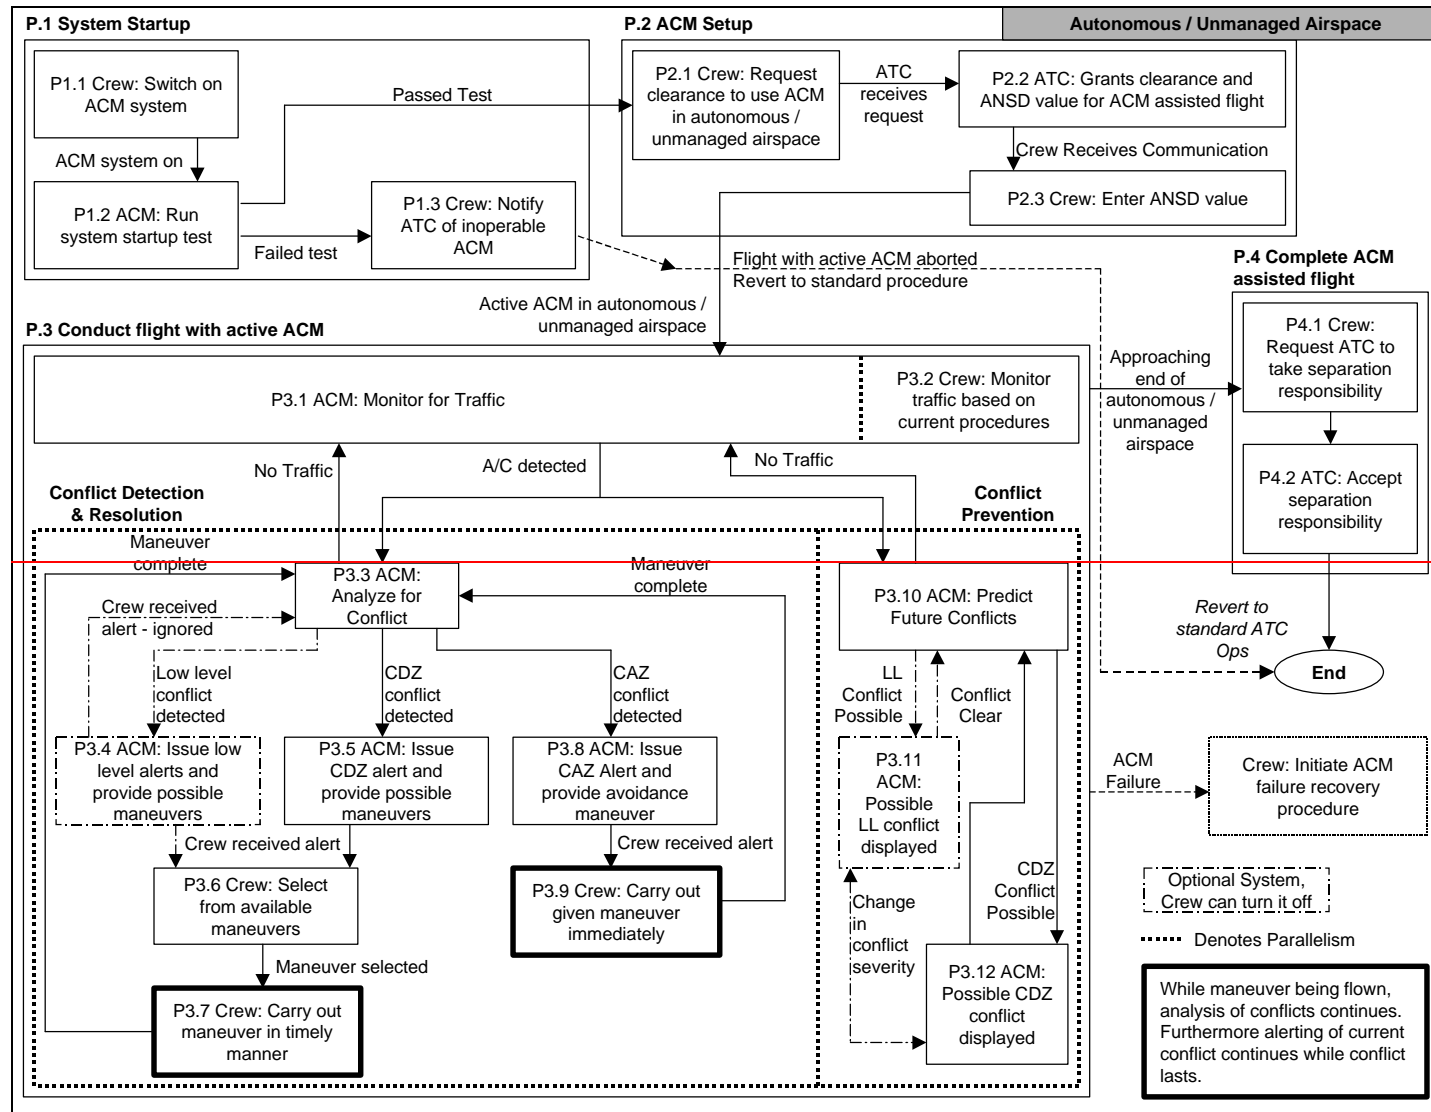 P.1 System Startup
P1.1 Crew: Switch on
ACM system
ACM system on
P1.2 ACM: Run
system startup test
Passed Test
Failed test
P1.3 Crew: Notify
ATC of inoperable
ACM
P.2 ACM Setup
Autonomous / Unmanaged Airspace
P2.1 Crew: Request
clearance to use ACM
in autonomous /
unmanaged airspace
ATC
receives
request
P2.2 ATC: Grants clearance and
ANSD value for ACM assisted flight
Crew Receives Communication
P2.3 Crew: Enter ANSD value
Flight with active ACM aborted
Revert to standard procedure
Active ACM in autonomous /
unmanaged airspace
P.3 Conduct flight with active ACM
P3.1 ACM: Monitor for Traffic
P3.2 Crew: Monitor
traffic based on
current procedures
No Traffic
A/C detected
No Traffic
Conflict Detection
& Resolution
Conflict
Prevention
Maneuver
complete
P3.3 ACM:
Analyze for
Conflict
Maneuver
complete
Crew received
alert - ignored
Low level
conflict
detected
CDZ
conflict
detected
CAZ
conflict
detected
P3.4 ACM: Issue low
level alerts and
provide possible
maneuvers
P3.5 ACM: Issue
CDZ alert and
provide possible
maneuvers
P3.8 ACM: Issue
CAZ Alert and
provide avoidance
maneuver
Crew received alert
Crew received alert
P3.6 Crew: Select
from available
maneuvers
Maneuver selected
P3.7 Crew: Carry out
maneuver in timely
manner
P3.9 Crew: Carry out
given maneuver
immediately
P3.10 ACM: Predict
Future Conflicts
LL
Conflict
Possible
Conflict
Clear
P3.11
ACM:
Possible
LL conflict
displayed
CDZ
Conflict
Possible
Change
in
conflict
severity
P3.12 ACM:
Possible CDZ
conflict
displayed
P.4 Complete ACM
assisted flight
Approaching
end of
autonomous /
unmanaged
airspace
P4.1 Crew:
Request ATC to
take separation
responsibility
P4.2 ATC: Accept
separation
responsibility
Revert to
standard ATC
Ops
End
ACM
Failure
Crew: Initiate ACM
failure recovery
procedure
Optional System,
Crew can turn it off
Denotes Parallelism
While maneuver being flown,
analysis of conflicts continues.
Furthermore alerting of current
conflict continues while conflict
lasts.